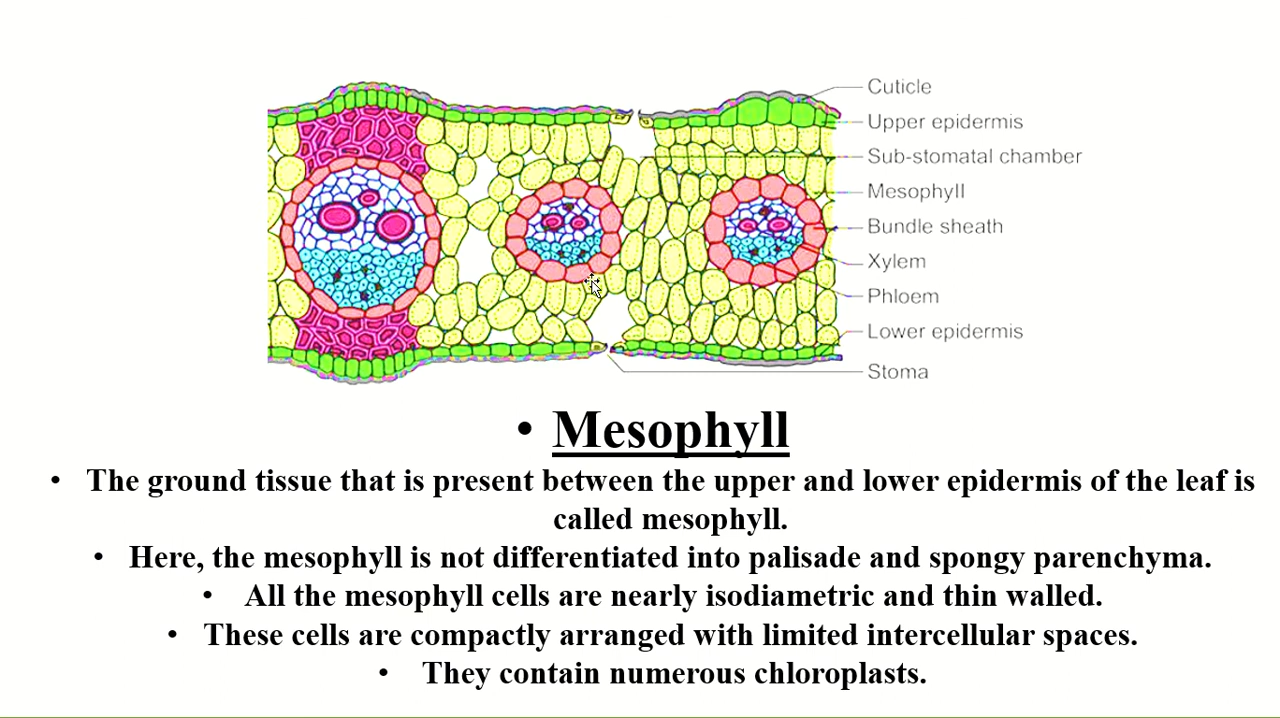 Cuticle
Upper epidermis
Sub-stomatal chamber
Mesophyll
Bundle sheath
Xylem
Phloem
Lower epidermis
Stoma
• Mesophyll
• The ground tissue that is present between the upper and lower epidermis of the leaf is
called mesophyll.
• Here, the mesophyll is not differentiated into palisade and spongy parenchyma.
• All the mesophyll cells are nearly isodiametric and thin walled.
• These cells are compactly arranged with limited intercellular spaces.
• They contain numerous chloroplasts.